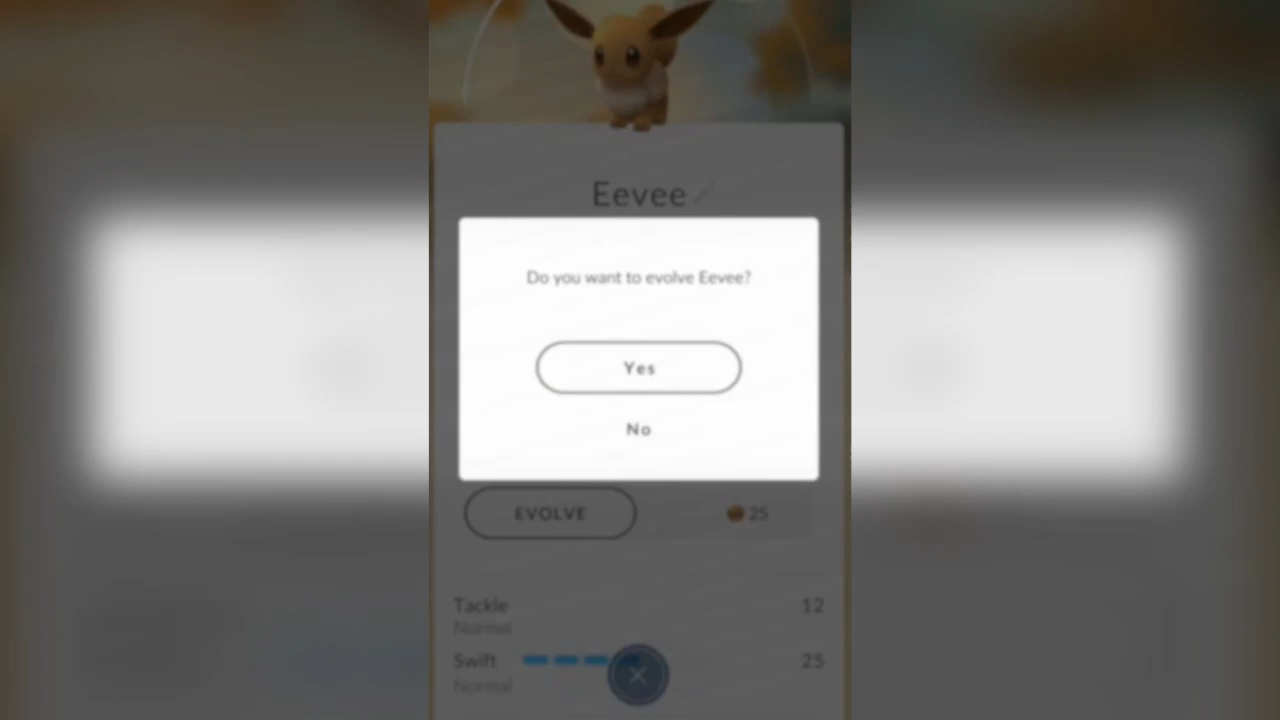 Eevee
Do you want to evolve Eevee?
Yes
No
EVOLVE 25
Tackle 12
Normal
Swift 25
Normal